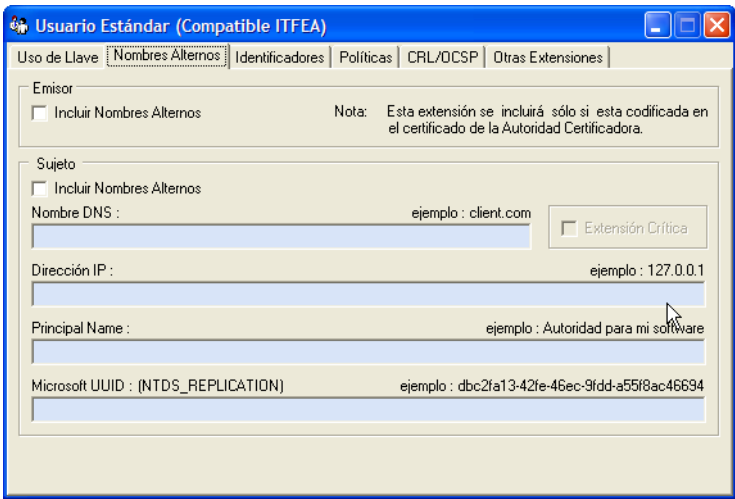 Usuario Estándar (Compatible ITFEA)
Uso de Llave Nombres Alternos Identificadores Políticas CRL/OCSP Otras Extensiones
Emisor
Incluir Nombres Alternos Nota: Esta extensión se incluirá sólo si esta codificada en
el certificado de la Autoridad Certificadora.
Sujeto
Incluir Nombres Alternos
Nombre DNS : ejemplo : client.com
Extensión Crítica
Dirección IP : ejemplo : 127.0.0.1
Principal Name : ejemplo : Autoridad para mi software
Microsoft UUID : (NTDS_REPLICATION) ejemplo : dbc2fa13-42fe-46ec-9fdd-a55f8ac46694